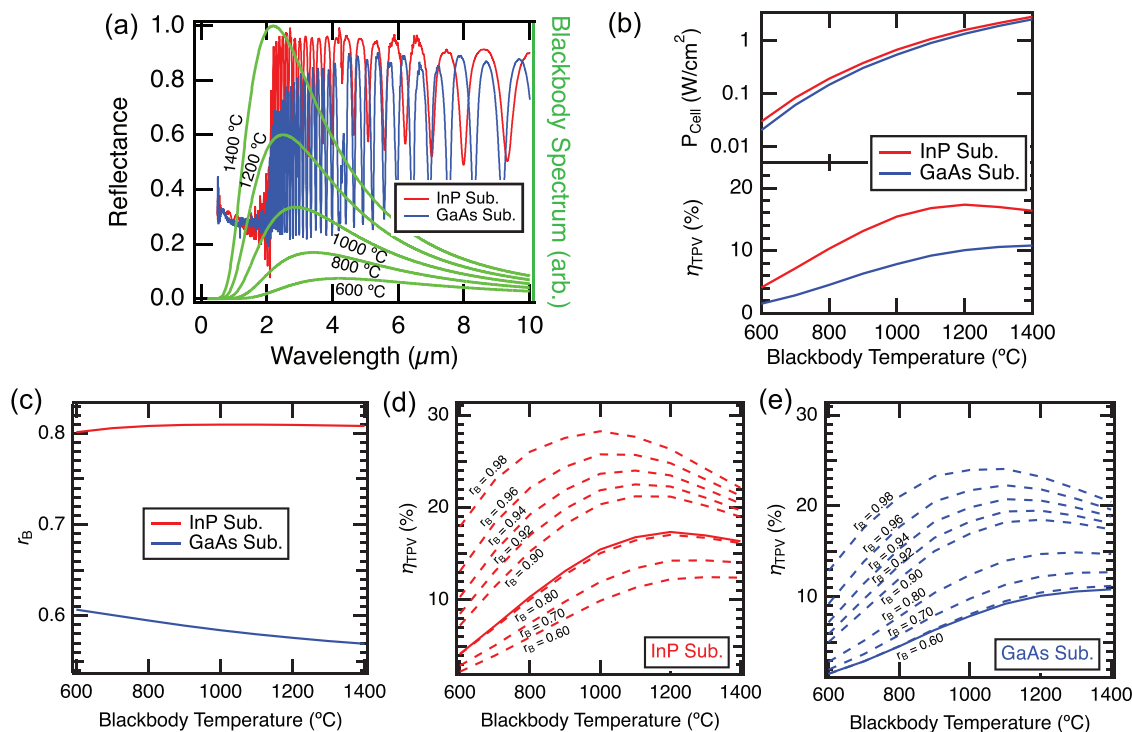 (a)
Reflectance
1.0
0.8
0.6
0.4
0.2
0.0
1400 ºC
1200 ºC
1000 ºC
800 ºC
600 ºC
InP Sub.
GaAs Sub.
0 2 4 6 8 10
Wavelength (µm)
Blackbody Spectrum (arb.)
(b)
P_Cell (W/cm²)
1
0.1
0.01
InP Sub.
GaAs Sub.
η_TPV (%)
20
10
0
600 800 1000 1200 1400
Blackbody Temperature (ºC)
(c)
r_B
0.8
0.7
0.6
InP Sub.
GaAs Sub.
600 800 1000 1200 1400
Blackbody Temperature (ºC)
(d)
η_TPV (%)
30
20
10
r_B = 0.98
r_B = 0.96
r_B = 0.94
r_B = 0.92
r_B = 0.90
r_B = 0.80
r_B = 0.70
r_B = 0.60
InP Sub.
600 800 1000 1200 1400
Blackbody Temperature (ºC)
(e)
η_TPV (%)
30
20
10
r_B = 0.98
r_B = 0.96
r_B = 0.94
r_B = 0.92
r_B = 0.90
r_B = 0.80
r_B = 0.70
r_B = 0.60
GaAs Sub.
600 800 1000 1200 1400
Blackbody Temperature (ºC)